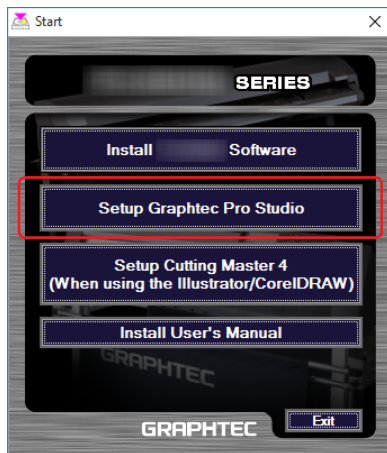 Start
SERIES
Install Software
Setup Graphtec Pro Studio
Setup Cutting Master 4
(When using the Illustrator/CorelDRAW)
Install User's Manual
GRAPHTEC
GRAPHTEC
Exit